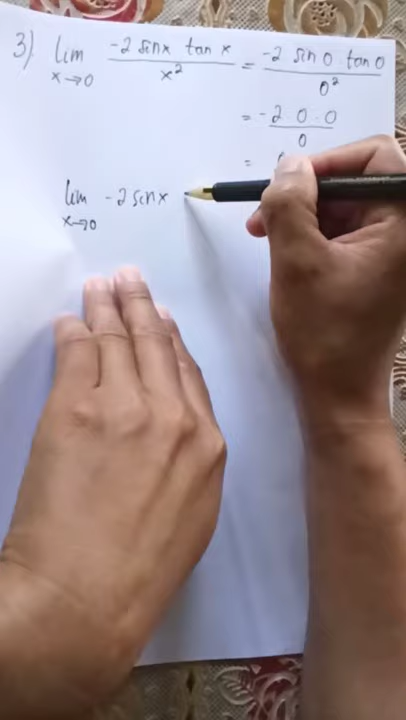 3) lim x→0 -2 sin x tan x / x² = -2 sin 0 · tan 0 / 0²
= -2 · 0 · 0 / 0
=
lim x→0 -2 sin x